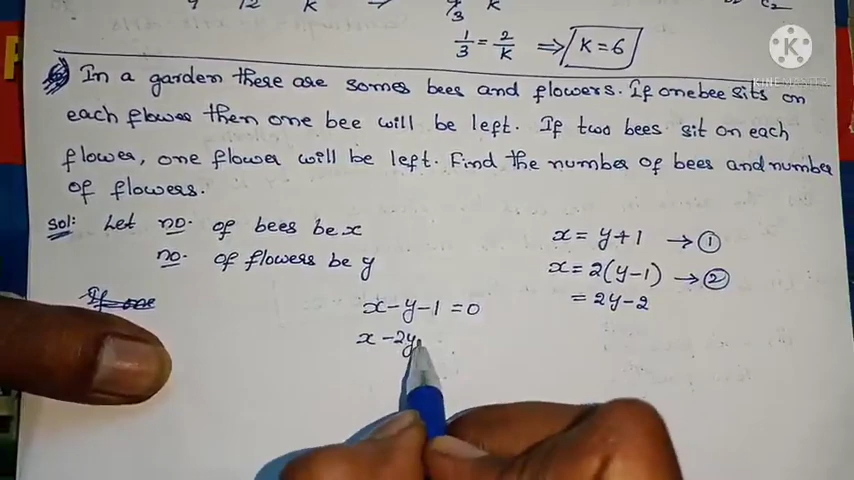 1/3 = 2/K ⇒ K = 6
K
KINEMASTER
In a garden there are somes bees and flowers. If onebee sits on
each flower then one bee will be left. If two bees sit on each
flower, one flower will be left. Find the number of bees and number
of flowers.
Sol: Let no. of bees be x
no. of flowers be y
x = y+1 → ①
x = 2(y-1) → ②
= 2y-2
If one
x-y-1 = 0
x-2y